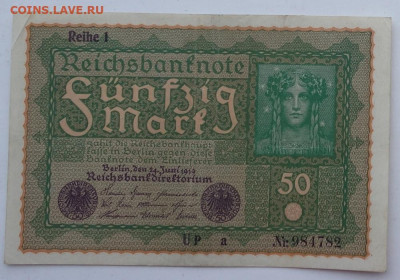 COINS.LAVE.RU
Reihe 1
Reichsbanknote
Fünfzig
Mark
zahlt die Reichsbankhaupt-
kasse in Berlin gegen diese
Banknote dem Einlieferer
Berlin, den 24. Juni 1919
Reichsbankdirektorium
50
UP a
№ 984782